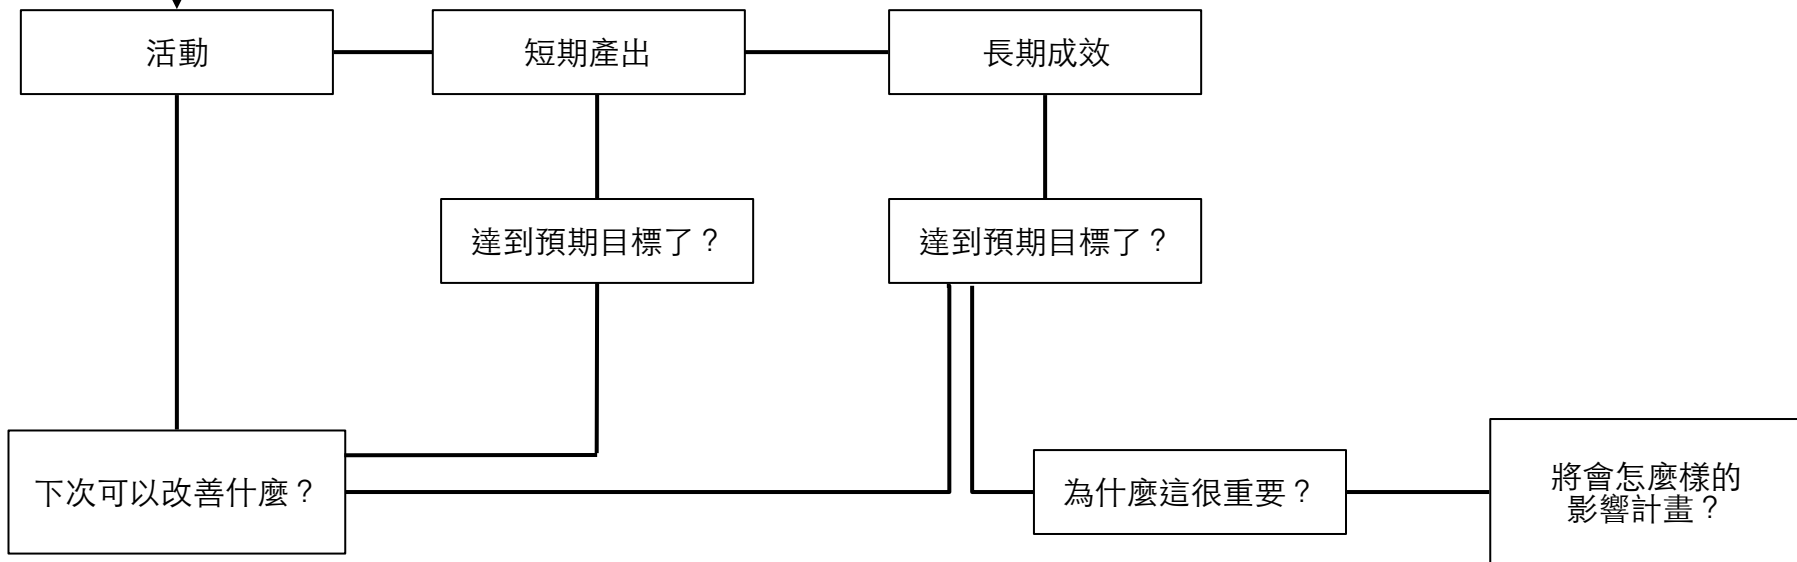 活動
短期產出
長期成效
達到預期目標了？
達到預期目標了？
下次可以改善什麼？
為什麼這很重要？
將會怎麼樣的
影響計畫？